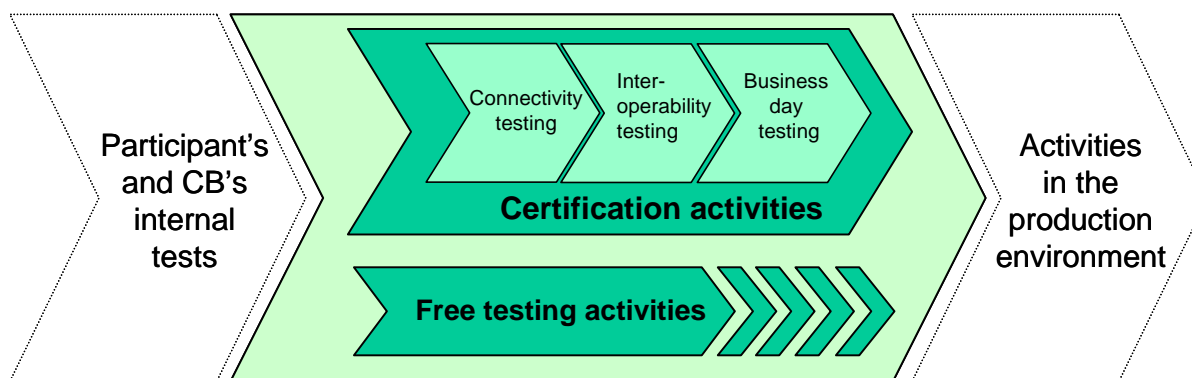 Participant's
and CB's
internal
tests
Connectivity
testing
Inter-
operability
testing
Business
day
testing
Certification activities
Free testing activities
Activities
in the
production
environment